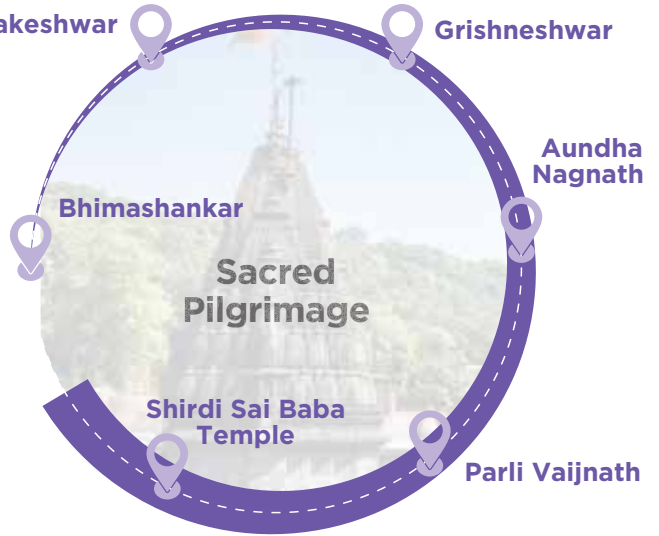 akeshwar
Grishneshwar
Aundha
Nagnath
Bhimashankar
Sacred
Pilgrimage
Shirdi Sai Baba
Temple
Parli Vaijnath